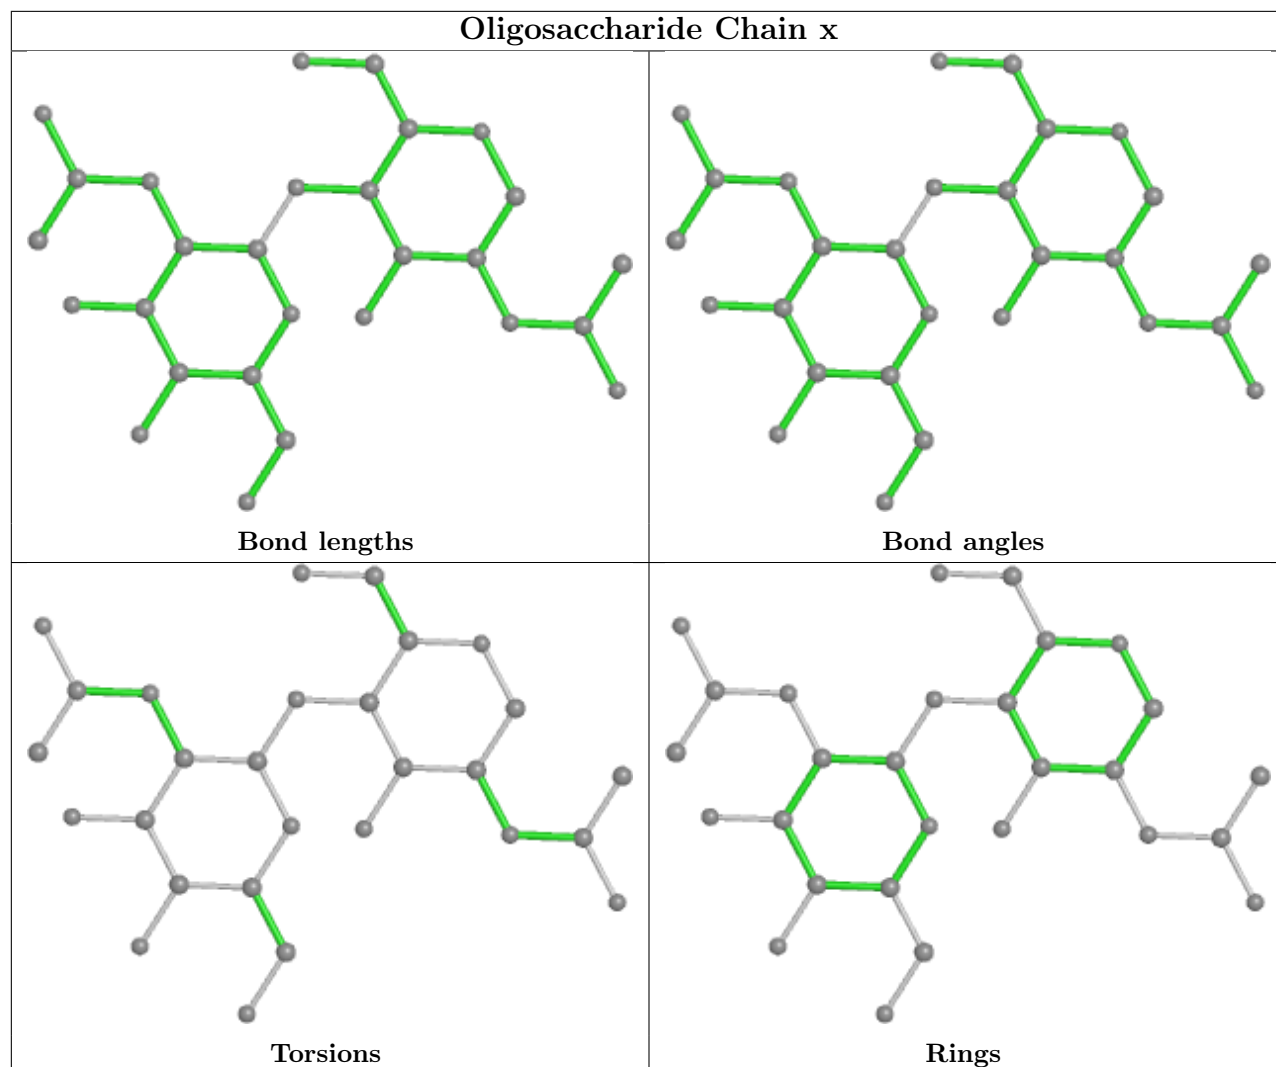 Oligosaccharide Chain x
Bond lengths
Bond angles
Torsions
Rings